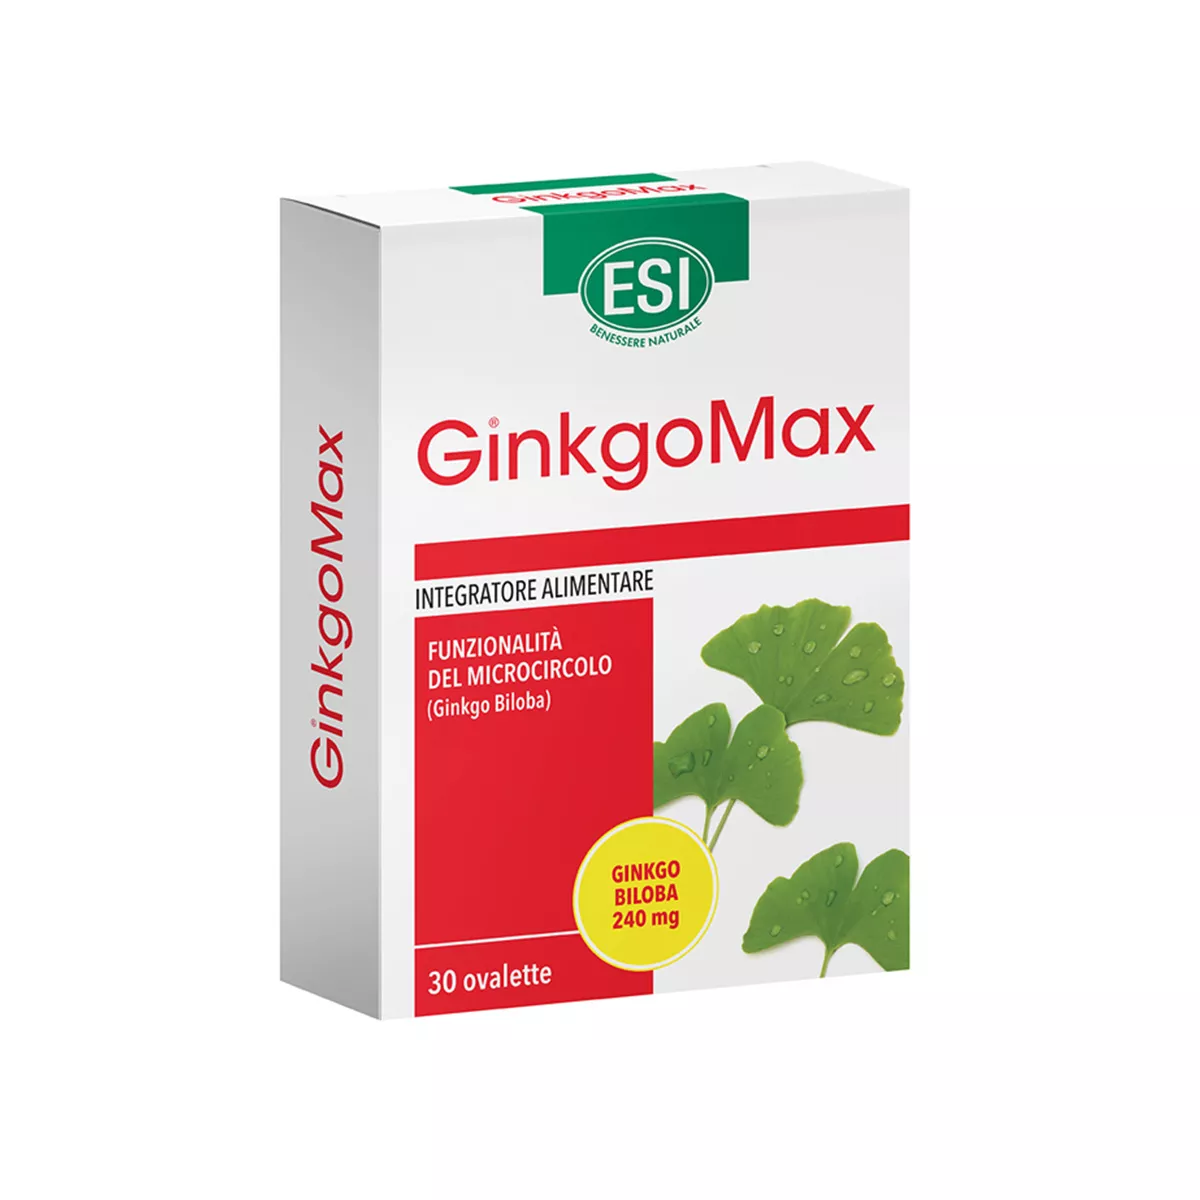 GinkgoMax
ESI
BENESSERE NATURALE
GinkgoMax®
GinkgoMax®
INTEGRATORE ALIMENTARE
FUNZIONALITÀ
DEL MICROCIRCOLO
(Ginkgo Biloba)
GINKGO
BILOBA
240 mg
30 ovalette